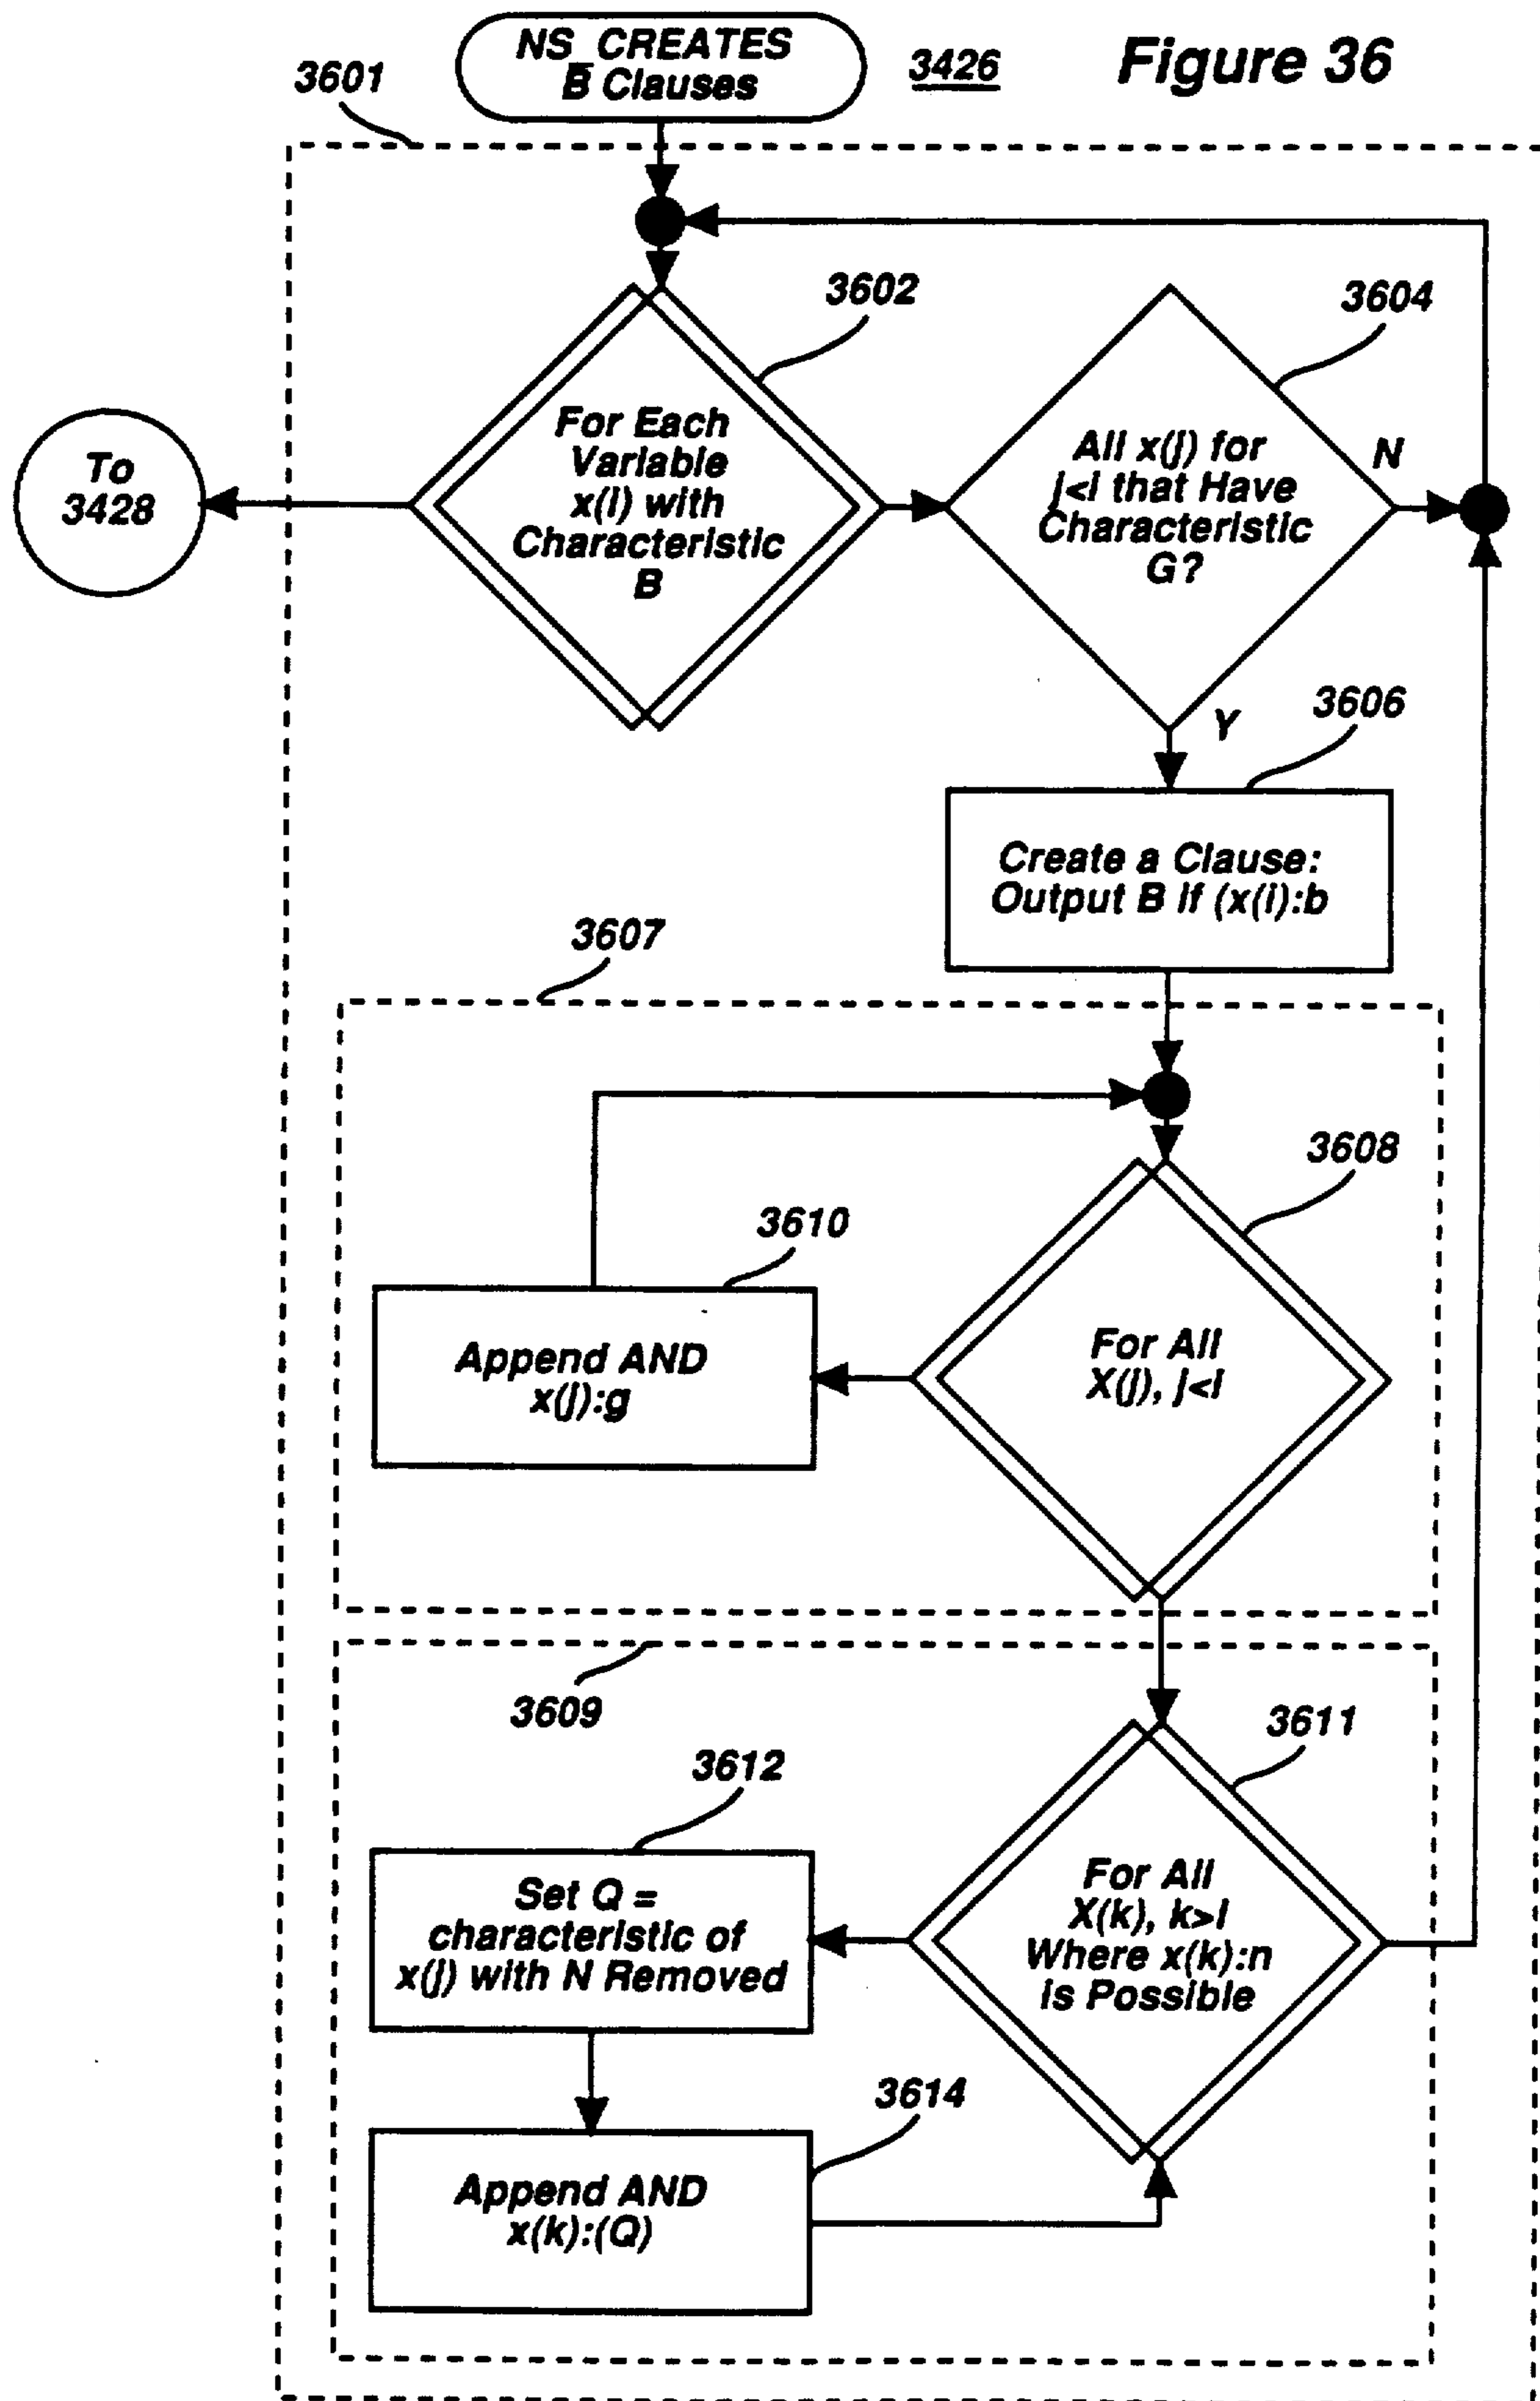 NS_CREATES
B Clauses
3426
Figure 36
3601
3602
3604
For Each
Variable
x(i) with
Characteristic
B
All x(j) for
j<i that Have
Characteristic
G?
N
To
3428
Y
3606
Create a Clause:
Output B if (x(i):b
3607
3608
3610
For All
X(j), j<i
Append AND
x(j):g
3609
3611
3612
For All
X(k), k>i
Where x(k):n
is Possible
Set Q =
characteristic of
x(j) with N Removed
3614
Append AND
x(k):(Q)